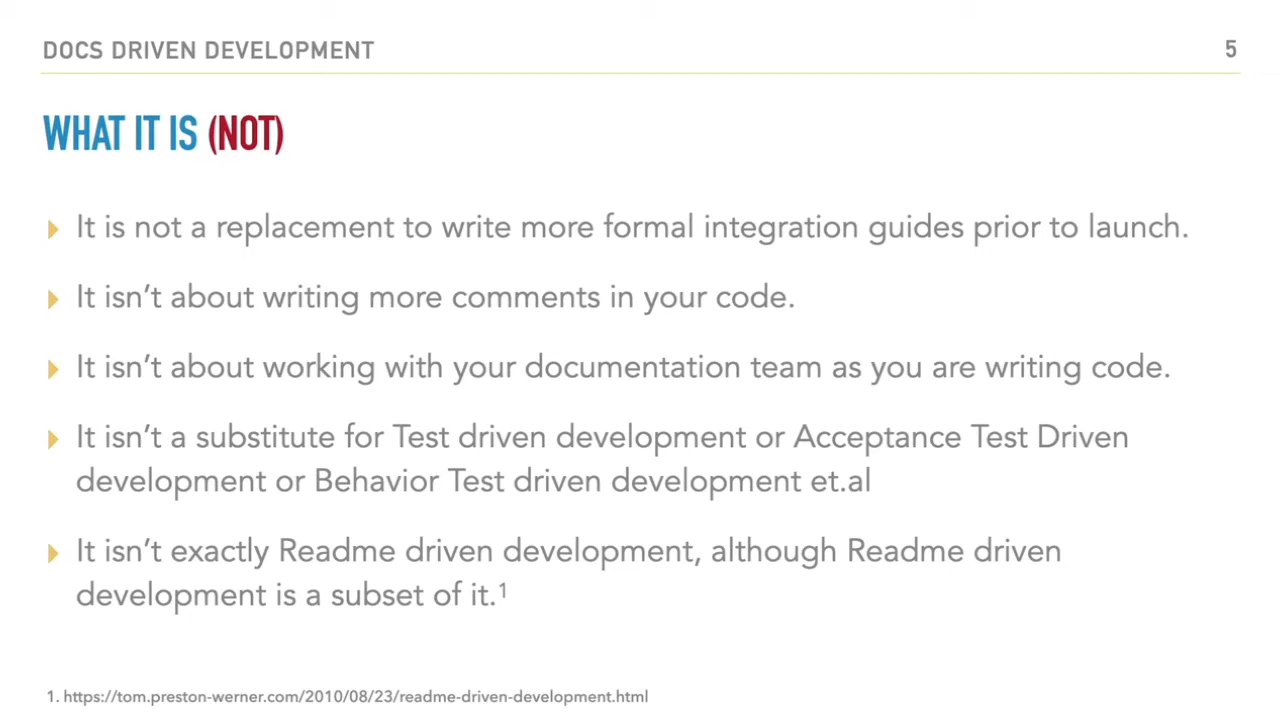 DOCS DRIVEN DEVELOPMENT 5
WHAT IT IS (NOT)
It is not a replacement to write more formal integration guides prior to launch.
It isn’t about writing more comments in your code.
It isn’t about working with your documentation team as you are writing code.
It isn’t a substitute for Test driven development or Acceptance Test Driven
development or Behavior Test driven development et.al
It isn’t exactly Readme driven development, although Readme driven
development is a subset of it.¹
1. https://tom.preston-werner.com/2010/08/23/readme-driven-development.html